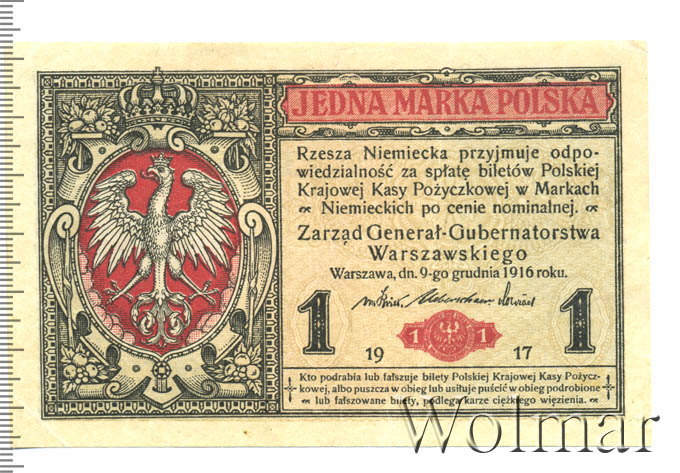 JEDNA MARKA POLSKA
Rzesza Niemiecka przyjmuje odpo-
wiedzialność za spłatę biletów Polskiej
Krajowej Kasy Pożyczkowej w Markach
Niemieckich po cenie nominalnej.
Zarząd Generał-Gubernatorstwa
Warszawskiego
Warszawa, dn. 9-go grudnia 1916 roku.
1 1 1 1
19 17
Kto podrabia lub fałszuje bilety Polskiej Krajowej Kasy Pożycz-
kowej, albo puszcza w obieg lub usiłuje puścić w obieg podrobione
lub fałszowane bilety, podlega karze ciężkiego więzienia.
Wolmar